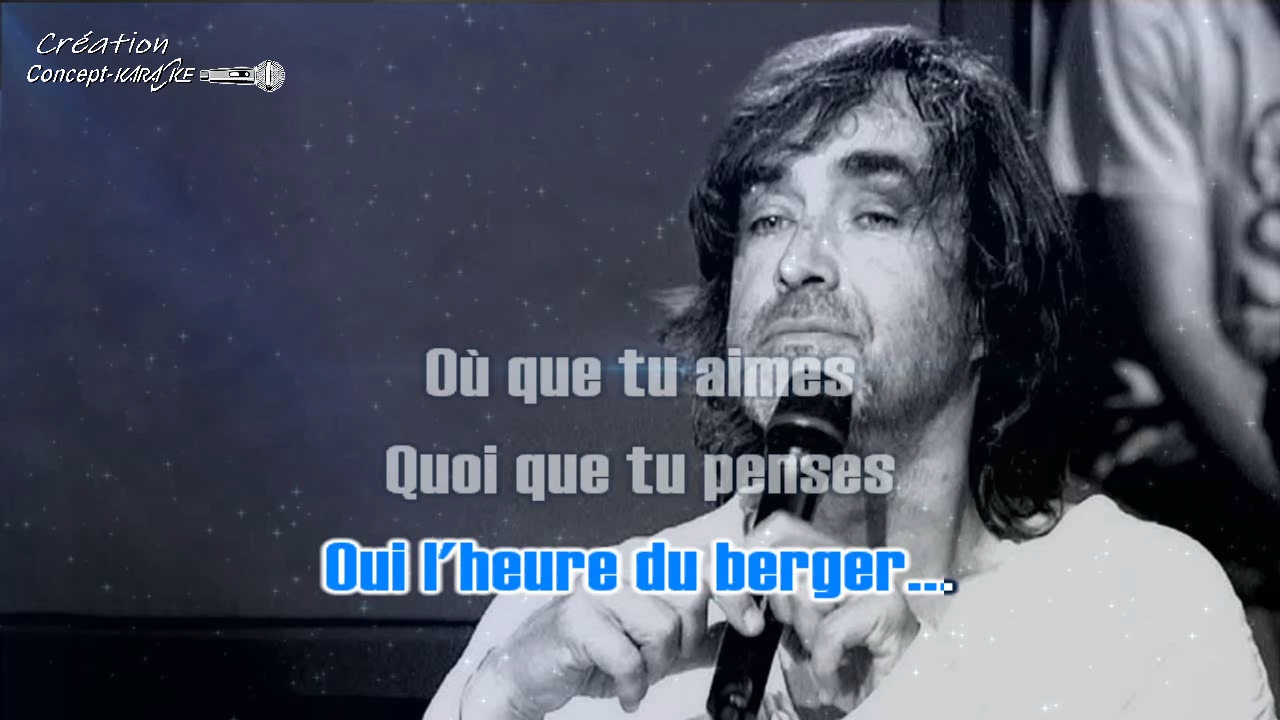 Création
Concept-KARAOKE
Où que tu aimes
Quoi que tu penses
Oui l'heure du berger...